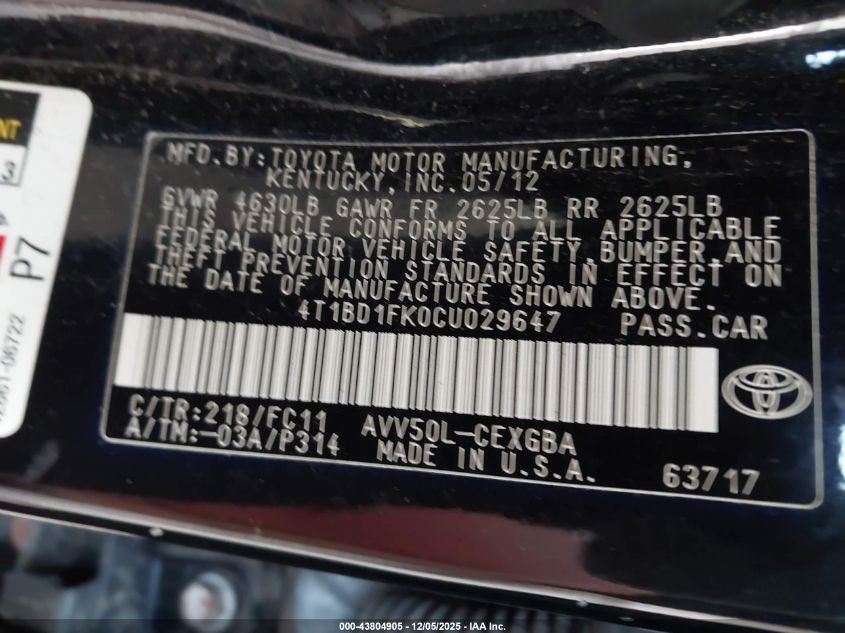 MFD.BY:TOYOTA MOTOR MANUFACTURING,
KENTUCKY,INC.05/12
GVWR 4630LB GAWR FR 2625LB RR 2625LB
THIS VEHICLE CONFORMS TO ALL APPLICABLE
FEDERAL MOTOR VEHICLE SAFETY,BUMPER,AND
THEFT PREVENTION STANDARDS IN EFFECT ON
THE DATE OF MANUFACTURE SHOWN ABOVE.
4T1BD1FK0CU029647 PASS.CAR
C/TR:218/FC11 AVV50L-CEXGBA
A/TM:-03A/P314 MADE IN U.S.A.
63717
P7
000-43804905 - 12/05/2025 - IAA Inc.